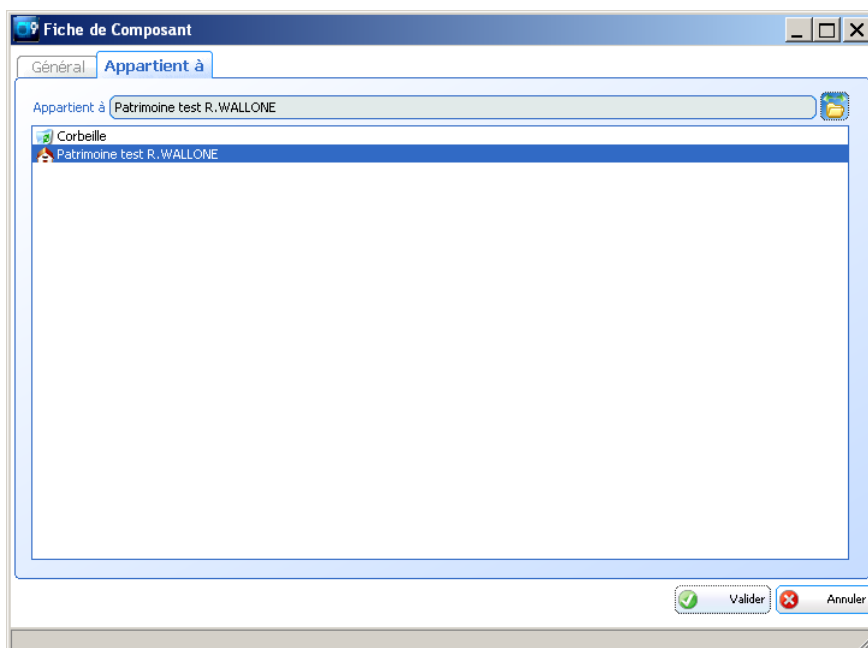 Fiche de Composant
Général Appartient à
Appartient à Patrimoine test R.WALLONE
Corbeille
Patrimoine test R.WALLONE
Valider Annuler